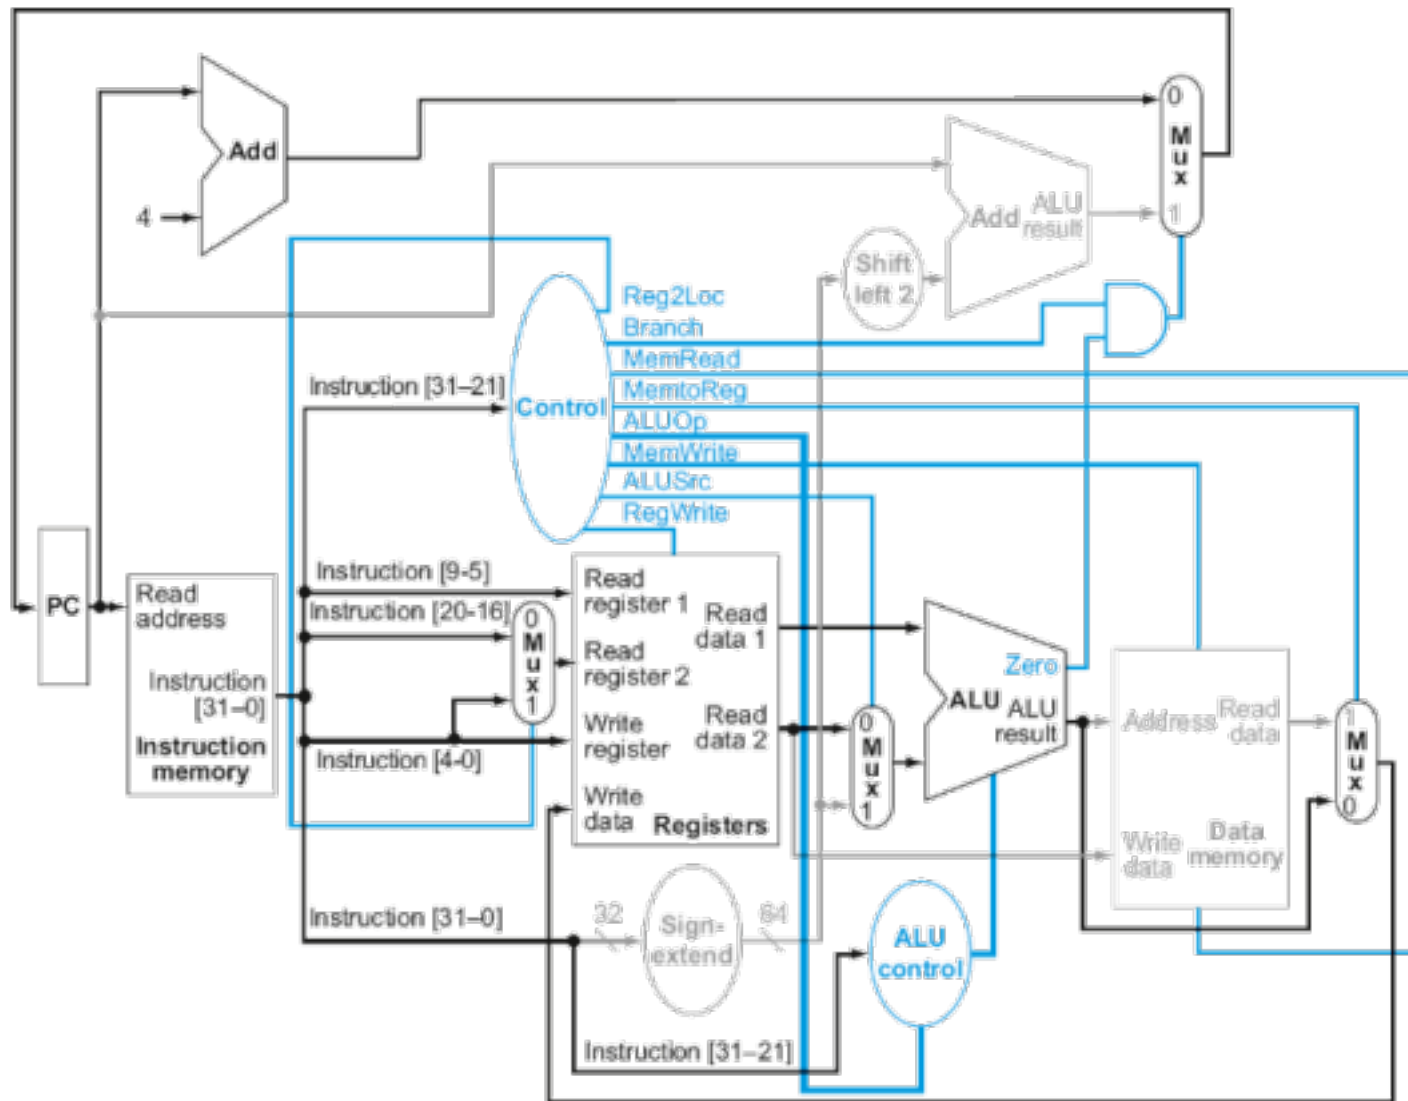 0
M
u
x
1
Add
4
Add
ALU
result
Shift
left 2
Reg2Loc
Branch
MemRead
MemtoReg
ALUOp
MemWrite
ALUSrc
RegWrite
Instruction [31–21]
Control
PC
Read
address
Instruction
[31–0]
Instruction
memory
Instruction [9-5]
Instruction [20-16]
Instruction [4-0]
0
M
u
x
1
Read
register 1
Read
register 2
Write
register
Write
data
Read
data 1
Read
data 2
Registers
0
M
u
x
1
Zero
ALU
ALU
result
Address
Read
data
Write
data
Data
memory
1
M
u
x
0
Instruction [31–0]
32
Sign-
extend
64
ALU
control
Instruction [31–21]